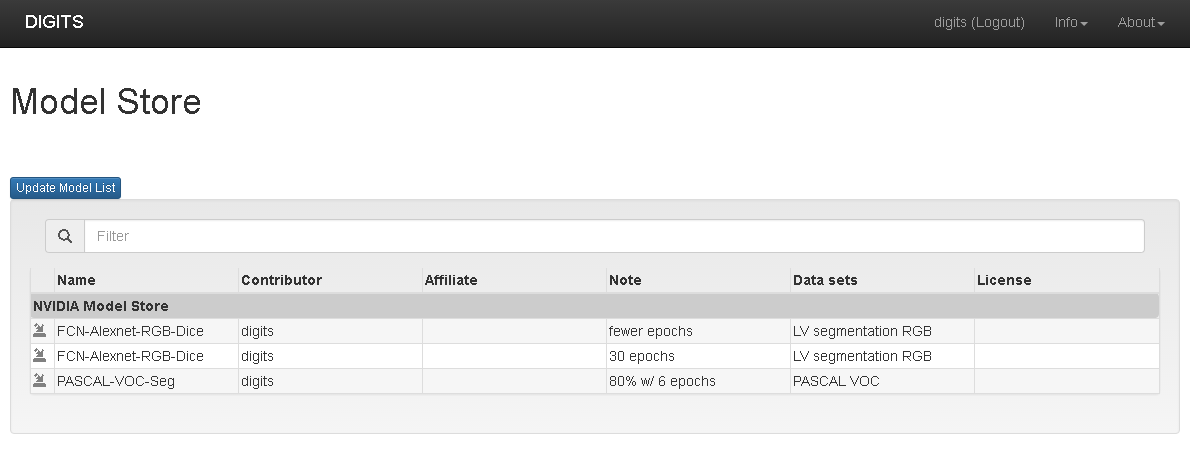 DIGITS digits (Logout) Info About
Model Store
Update Model List
Filter
Name Contributor Affiliate Note Data sets License
NVIDIA Model Store
FCN-Alexnet-RGB-Dice digits fewer epochs LV segmentation RGB
FCN-Alexnet-RGB-Dice digits 30 epochs LV segmentation RGB
PASCAL-VOC-Seg digits 80% w/ 6 epochs PASCAL VOC